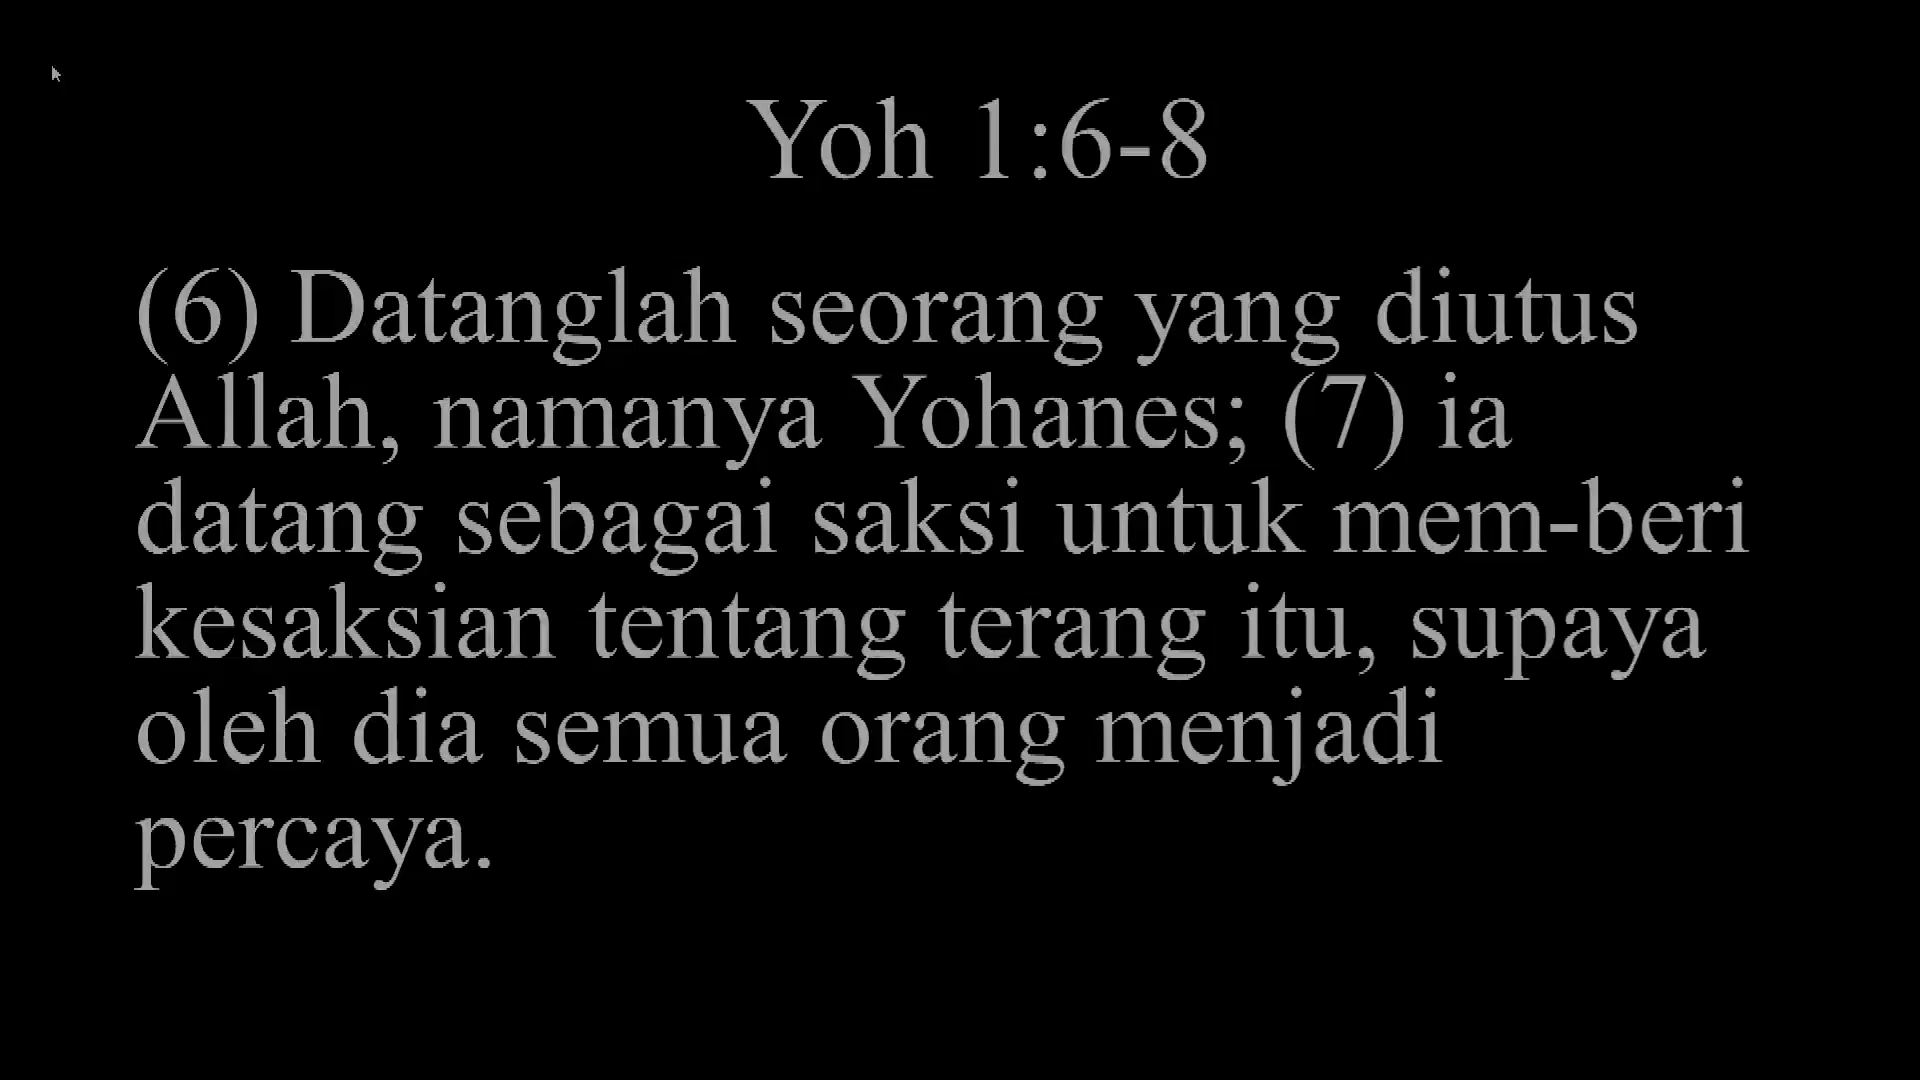 Yoh 1:6-8
(6) Datanglah seorang yang diutus
Allah, namanya Yohanes; (7) ia
datang sebagai saksi untuk mem-beri
kesaksian tentang terang itu, supaya
oleh dia semua orang menjadi
percaya.